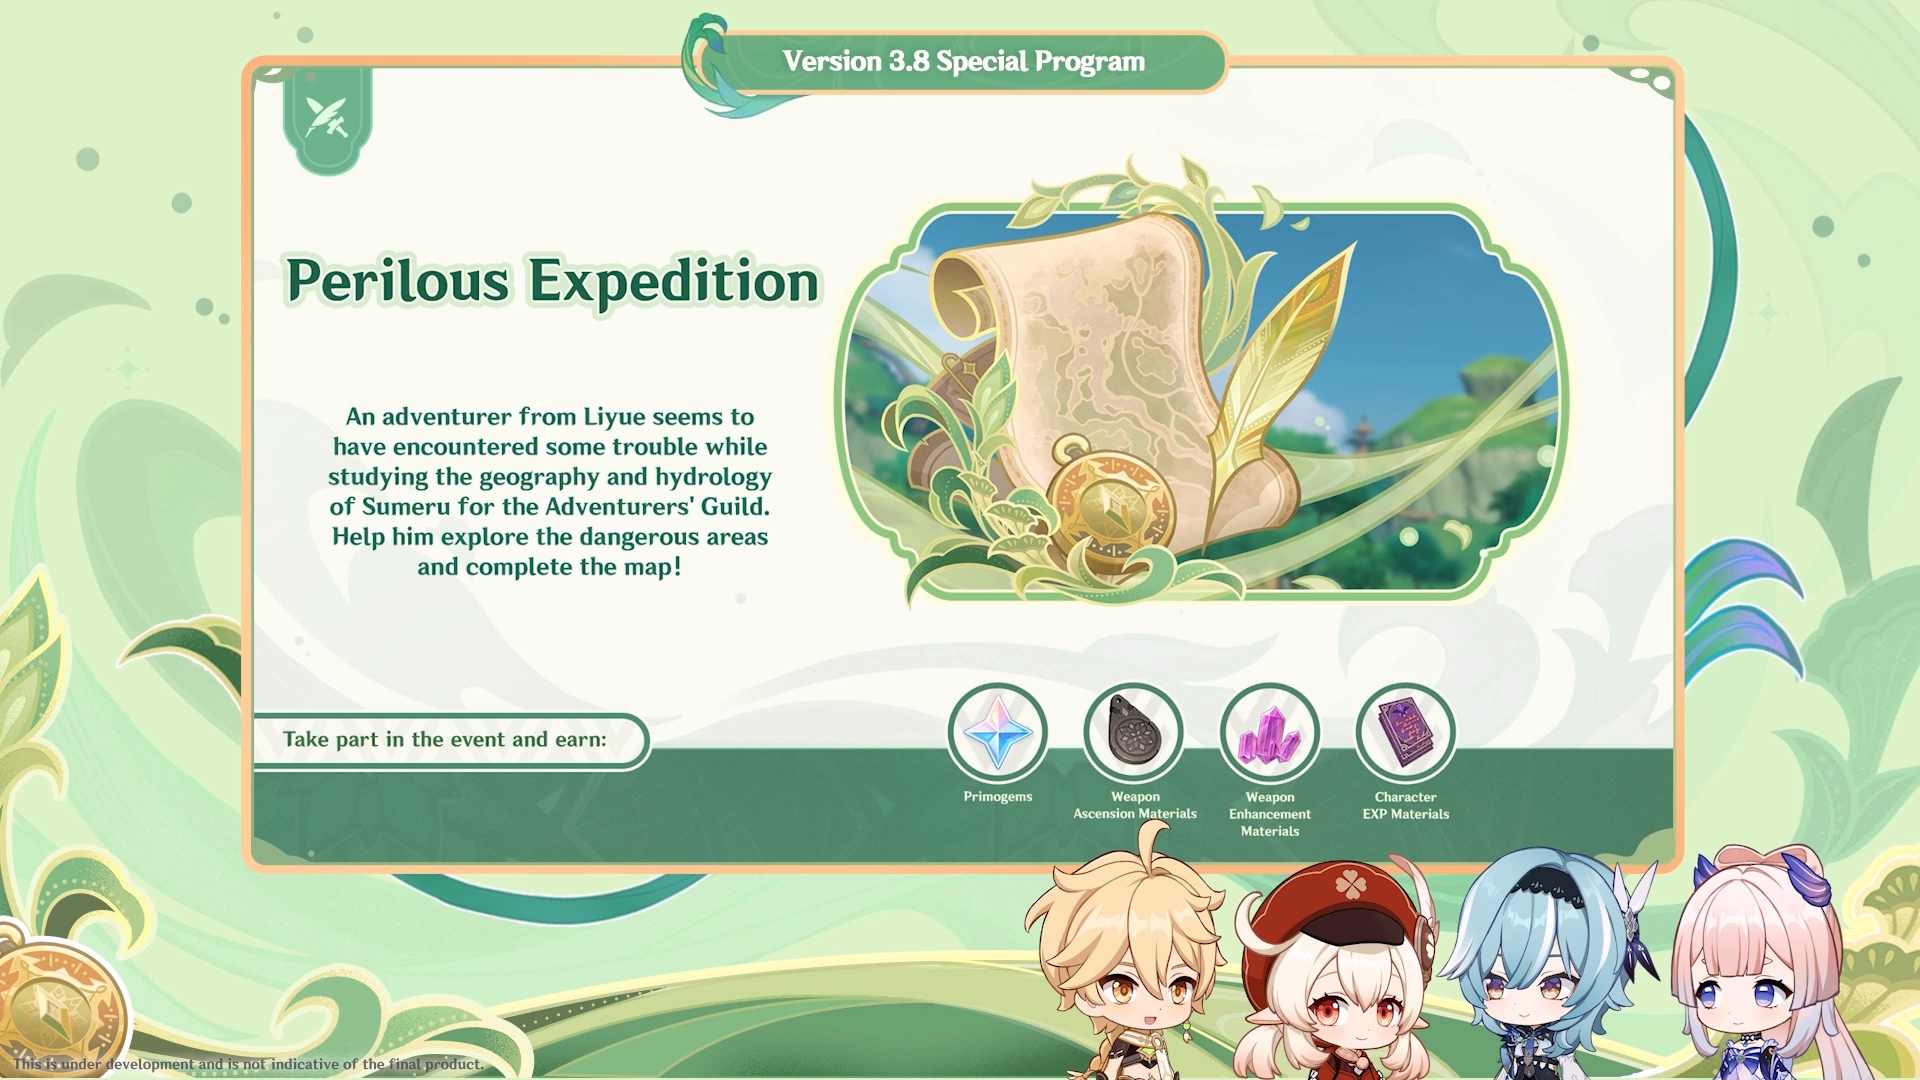 Version 3.8 Special Program
Perilous Expedition
An adventurer from Liyue seems to
have encountered some trouble while
studying the geography and hydrology
of Sumeru for the Adventurers' Guild.
Help him explore the dangerous areas
and complete the map!
Take part in the event and earn:
Primogems
Weapon
Ascension Materials
Weapon
Enhancement
Materials
Character
EXP Materials
This is under development and is not indicative of the final product.